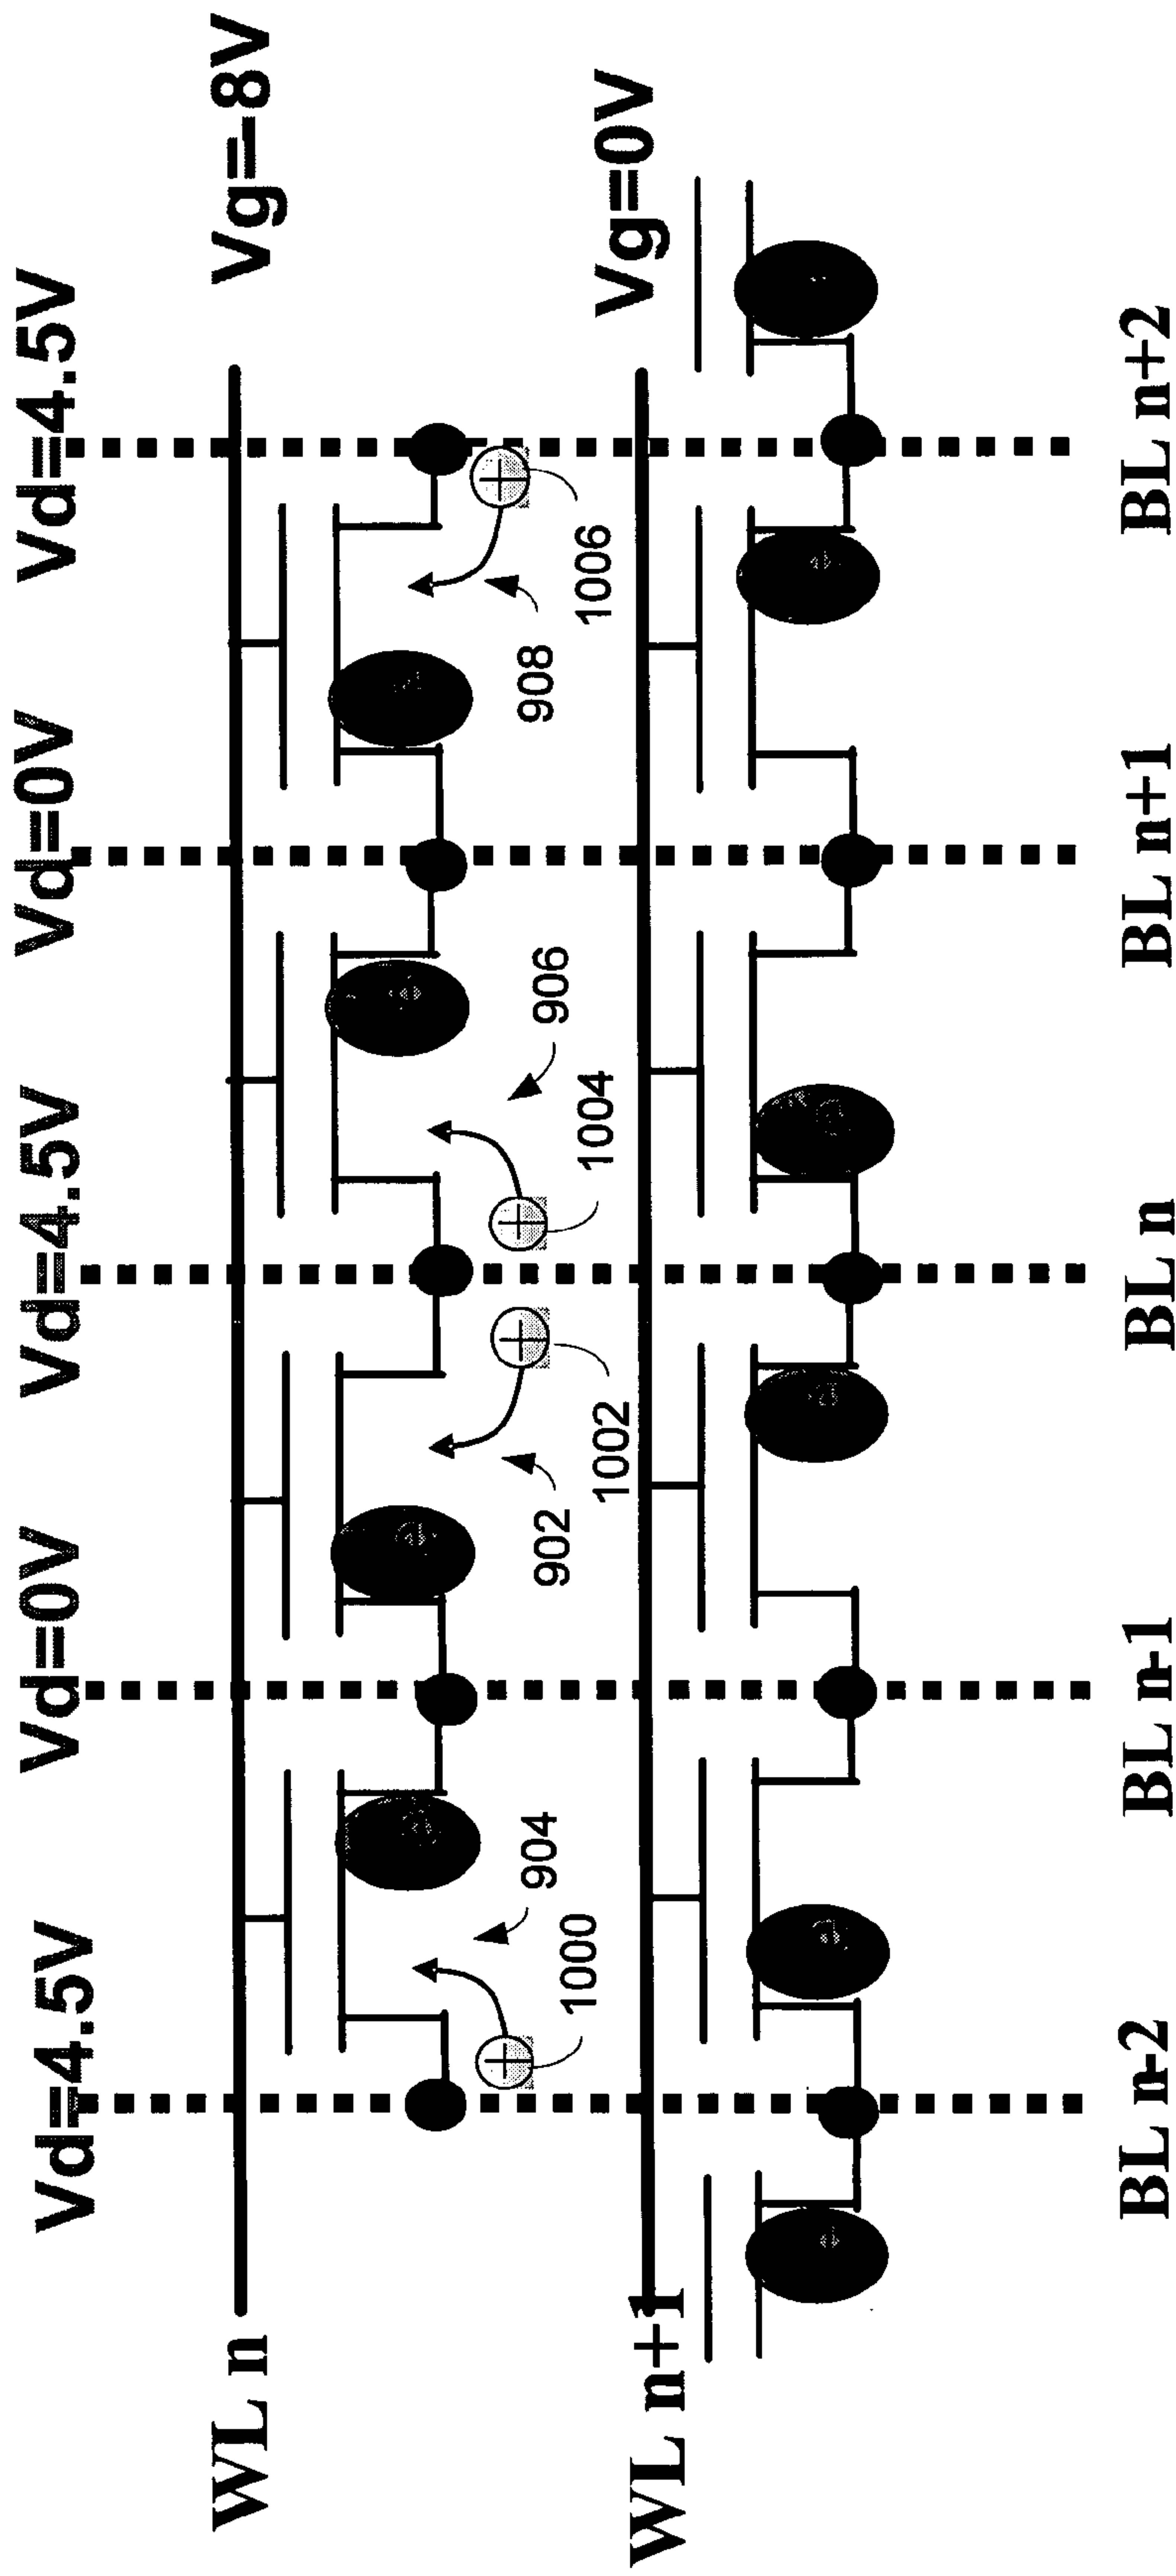 Vd=4.5V Vd=0V Vd=4.5V Vd=0V Vd=4.5V
WL n Vg=-8V
904 902 906 908
1000 1002 1004 1006
WL n+1 Vg=0V
BL n-2 BL n-1 BL n BL n+1 BL n+2